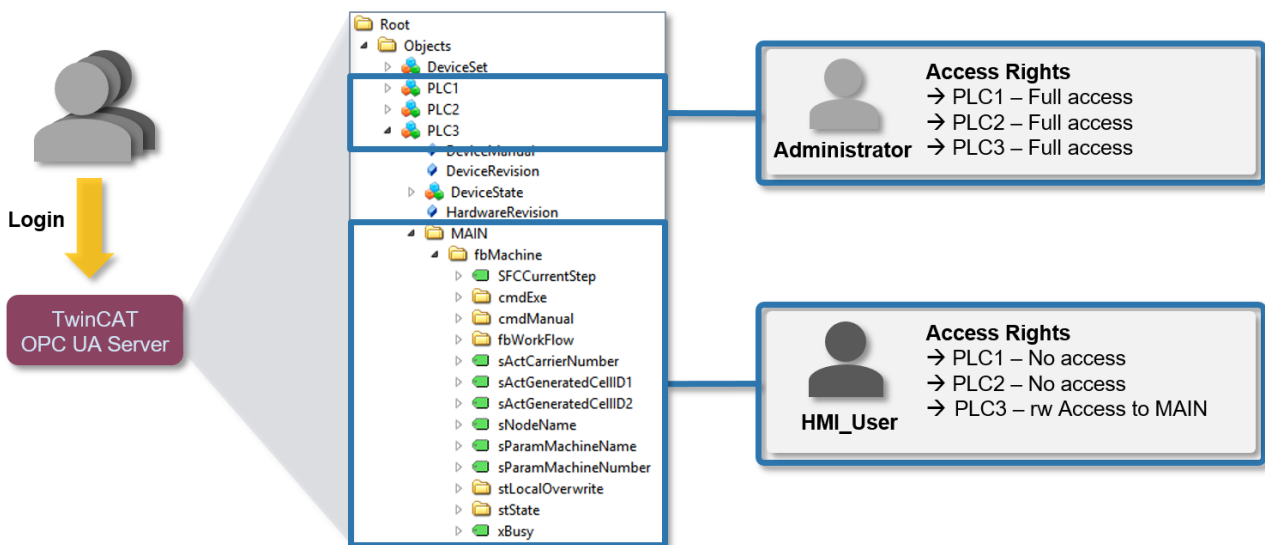 Login
TwinCAT
OPC UA Server
Root
Objects
DeviceSet
PLC1
PLC2
PLC3
DeviceManual
DeviceRevision
DeviceState
HardwareRevision
MAIN
fbMachine
SFCCurrentStep
cmdExe
cmdManual
fbWorkFlow
sActCarrierNumber
sActGeneratedCellID1
sActGeneratedCellID2
sNodeName
sParamMachineName
sParamMachineNumber
stLocalOverwrite
stState
xBusy
Administrator
Access Rights
→ PLC1 – Full access
→ PLC2 – Full access
→ PLC3 – Full access
HMI_User
Access Rights
→ PLC1 – No access
→ PLC2 – No access
→ PLC3 – rw Access to MAIN